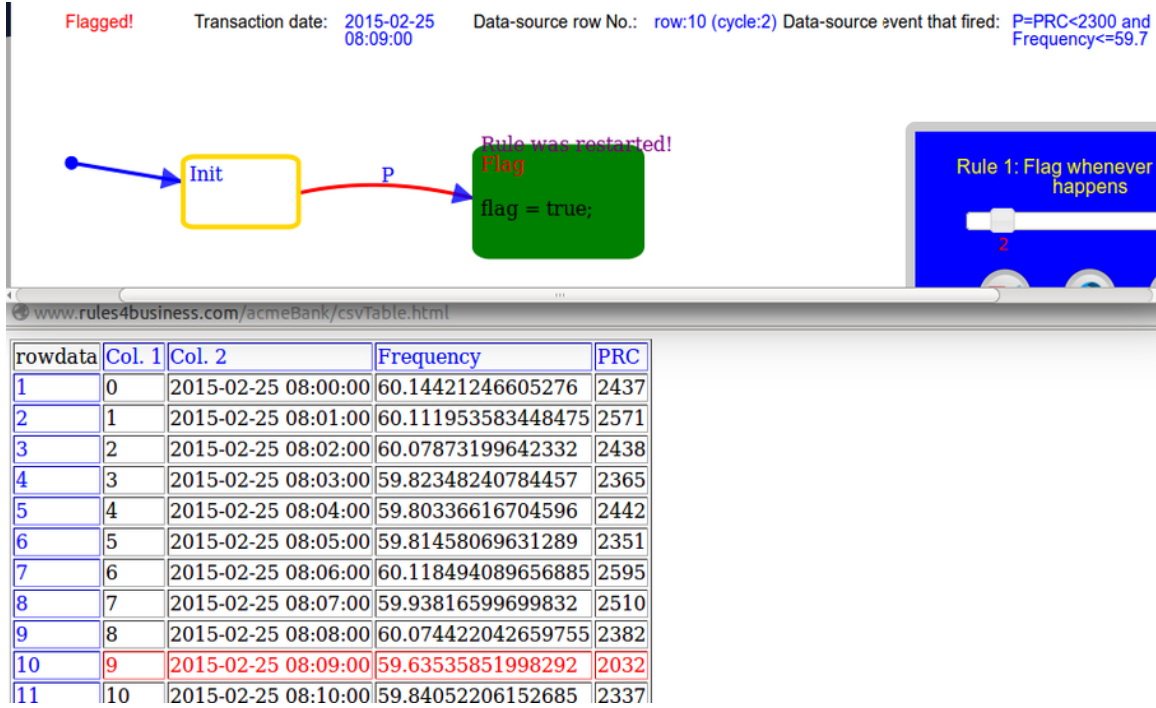 Flagged! Transaction date: 2015-02-25 Data-source row No.: row:10 (cycle:2) Data-source event that fired: P=PRC<2300 and
08:09:00 Frequency<=59.7
Rule was restarted!
Flag
Init
P
flag = true;
Rule 1: Flag whenever
happens
2
www.rules4business.com/acmeBank/csvTable.html
rowdata Col. 1 Col. 2 Frequency PRC
1 0 2015-02-25 08:00:00 60.14421246605276 2437
2 1 2015-02-25 08:01:00 60.111953583448475 2571
3 2 2015-02-25 08:02:00 60.07873199642332 2438
4 3 2015-02-25 08:03:00 59.82348240784457 2365
5 4 2015-02-25 08:04:00 59.80336616704596 2442
6 5 2015-02-25 08:05:00 59.81458069631289 2351
7 6 2015-02-25 08:06:00 60.118494089656885 2595
8 7 2015-02-25 08:07:00 59.93816599699832 2510
9 8 2015-02-25 08:08:00 60.074422042659755 2382
10 9 2015-02-25 08:09:00 59.63535851998292 2032
11 10 2015-02-25 08:10:00 59.84052206152685 2337